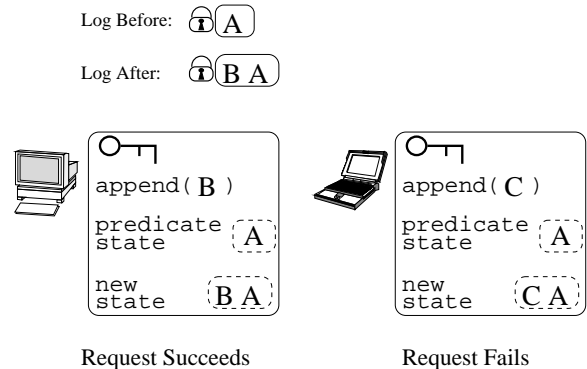 Log Before: A
Log After: B A
append( B )
predicate
state A
new
state B A
Request Succeeds
append( C )
predicate
state A
new
state C A
Request Fails